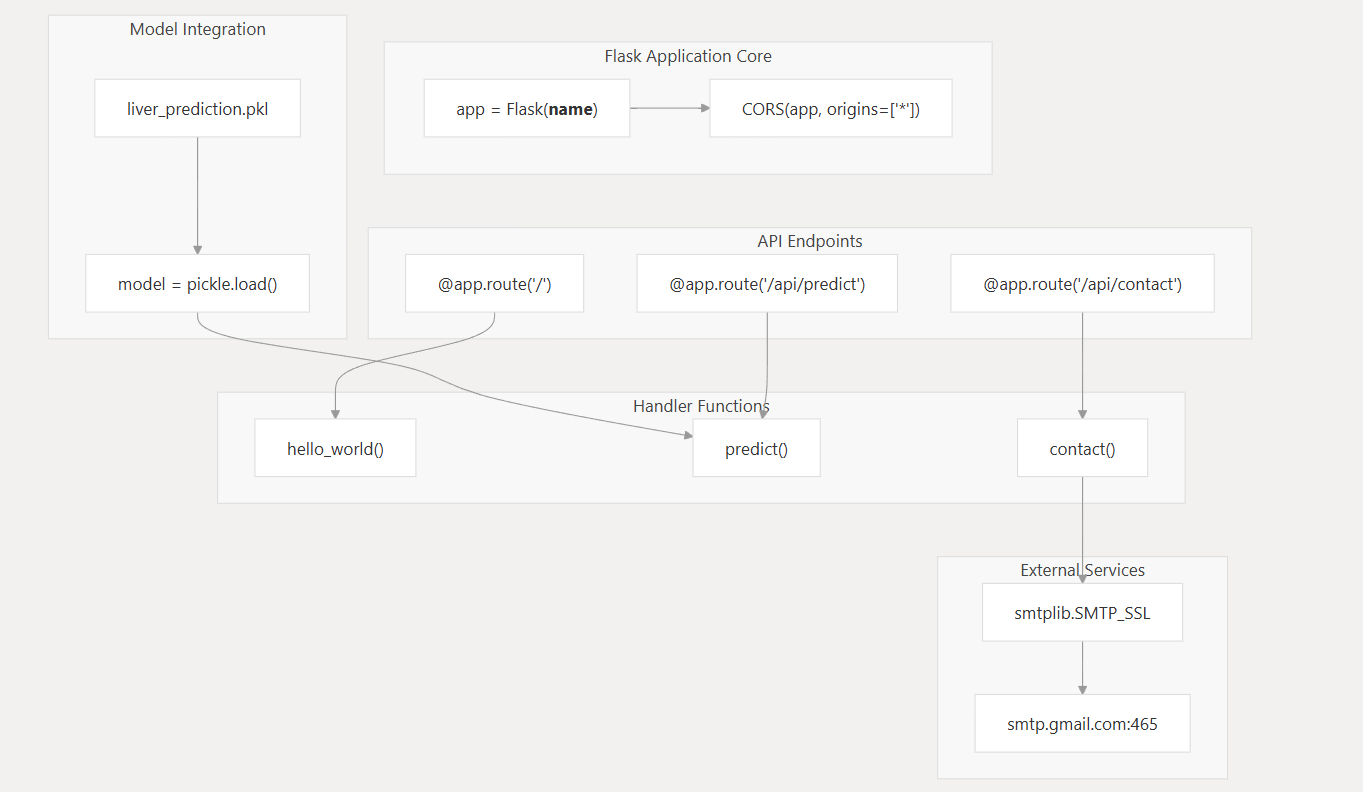 Model Integration
liver_prediction.pkl
model = pickle.load()
Flask Application Core
app = Flask(name)
CORS(app, origins=['*'])
API Endpoints
@app.route('/')
@app.route('/api/predict')
@app.route('/api/contact')
Handler Functions
hello_world()
predict()
contact()
External Services
smtplib.SMTP_SSL
smtp.gmail.com:465